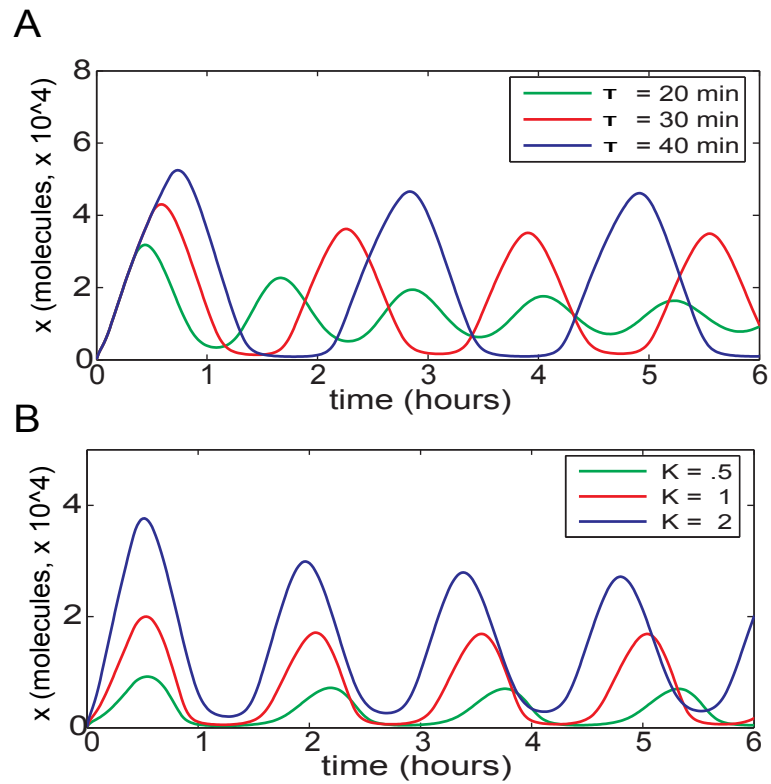 A
x (molecules, x 10^4)
8
6
4
2
0
τ = 20 min
τ = 30 min
τ = 40 min
0 1 2 3 4 5 6
time (hours)
B
x (molecules, x 10^4)
4
2
0
K = .5
K = 1
K = 2
0 1 2 3 4 5 6
time (hours)